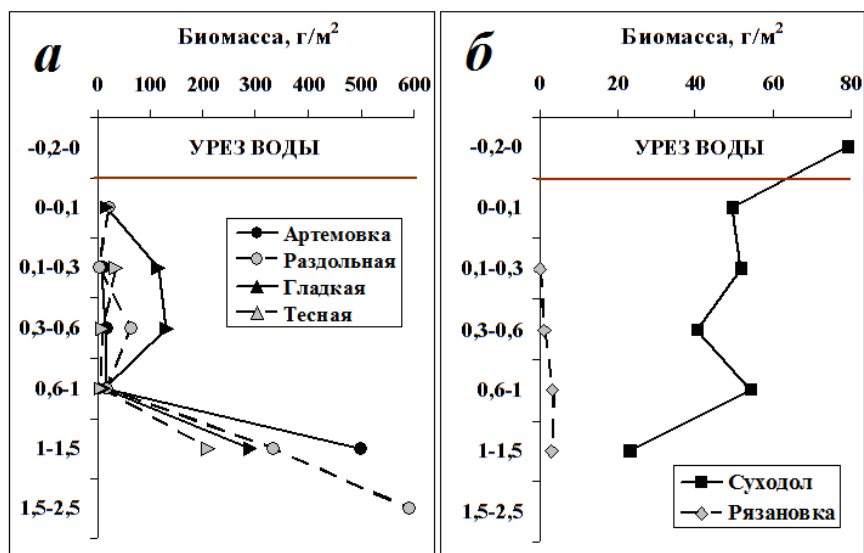 а
Биомасса, г/м²
0 100 200 300 400 500 600
-0,2-0
УРЕЗ ВОДЫ
0-0,1
0,1-0,3
0,3-0,6
0,6-1
1-1,5
1,5-2,5
Артемовка
Раздольная
Гладкая
Тесная
б
Биомасса, г/м²
0 20 40 60 80
-0,2-0
УРЕЗ ВОДЫ
0-0,1
0,1-0,3
0,3-0,6
0,6-1
1-1,5
1,5-2,5
Суходол
Рязановка